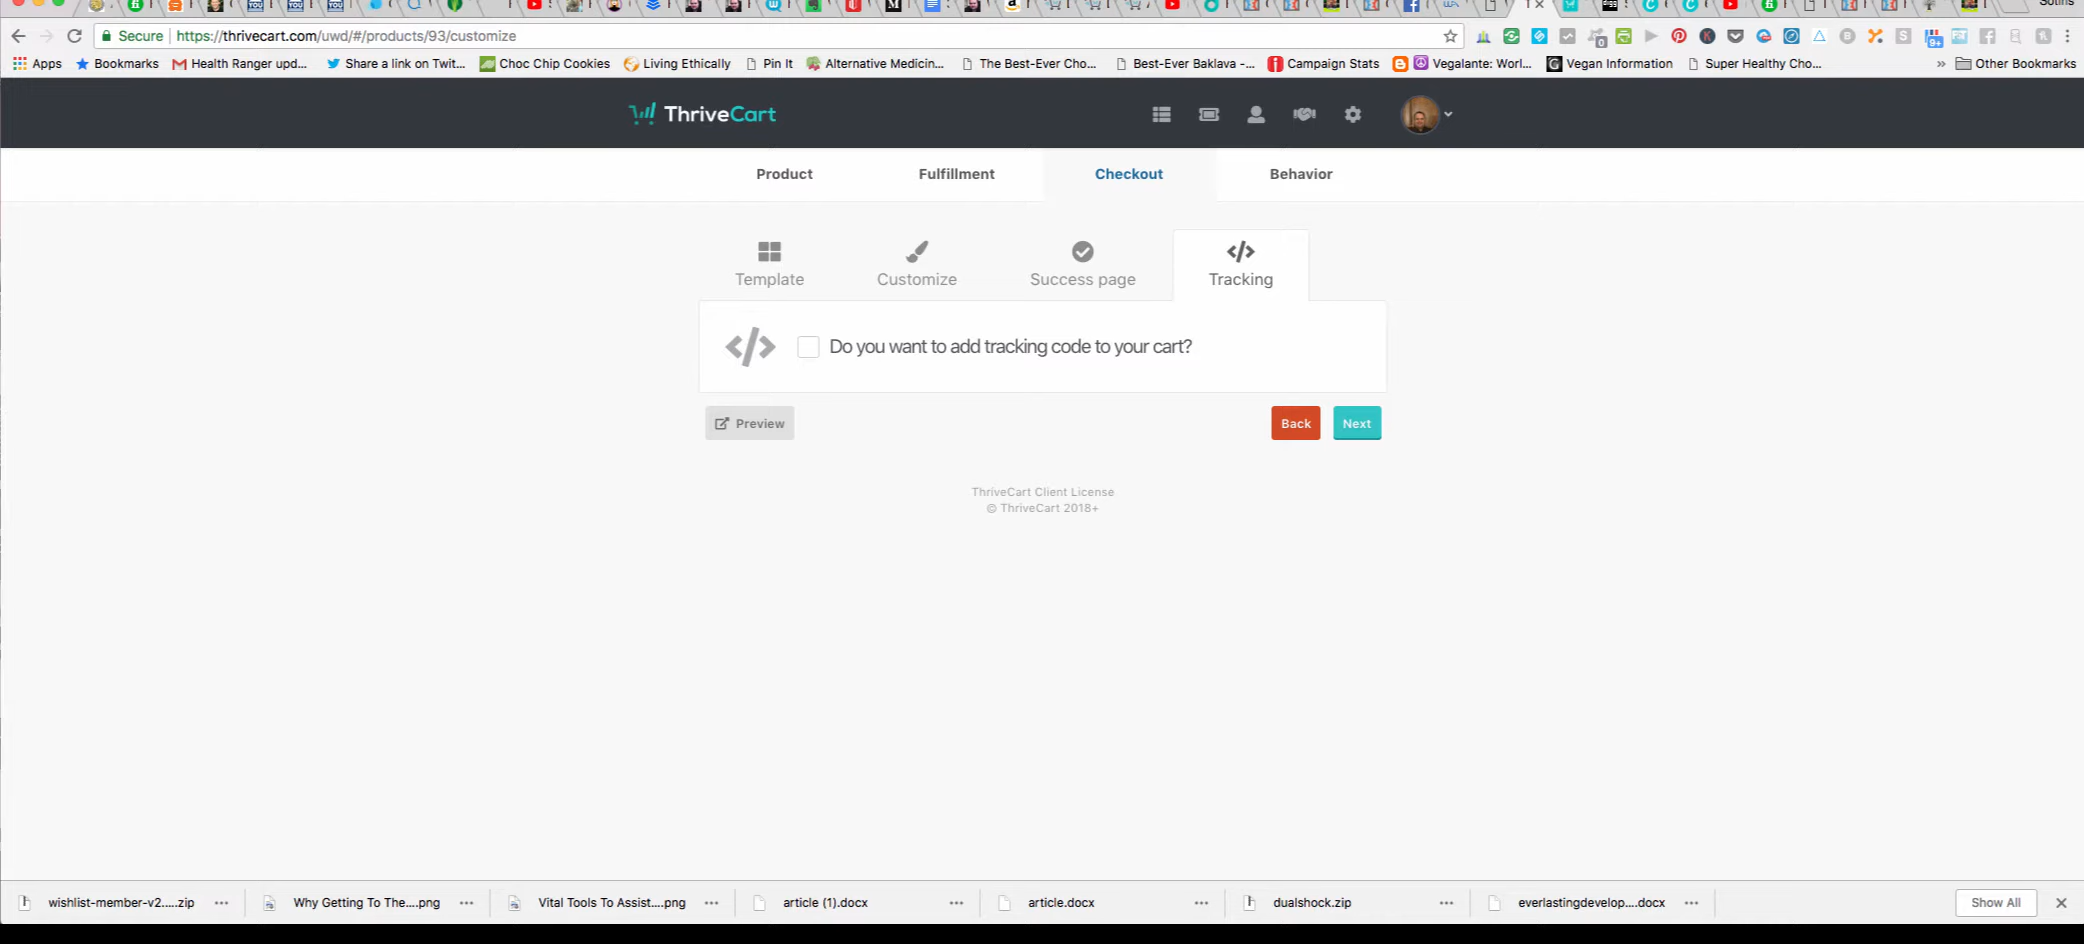 Secure https://thrivecart.com/uwd/#/products/93/customize
Apps Bookmarks Health Ranger upd... Share a link on Twit... Choc Chip Cookies Living Ethically Pin It Alternative Medicin... The Best-Ever Cho... Best-Ever Baklava -... Campaign Stats Vegalante: Worl... Vegan Information Super Healthy Cho... » Other Bookmarks
ThriveCart
Product Fulfillment Checkout Behavior
Template Customize Success page Tracking
Do you want to add tracking code to your cart?
Preview Back Next
ThriveCart Client License
© ThriveCart 2018+
wishlist-member-v2.....zip Why Getting To The....png Vital Tools To Assist....png article (1).docx article.docx dualshock.zip everlastingdevelop....docx Show All